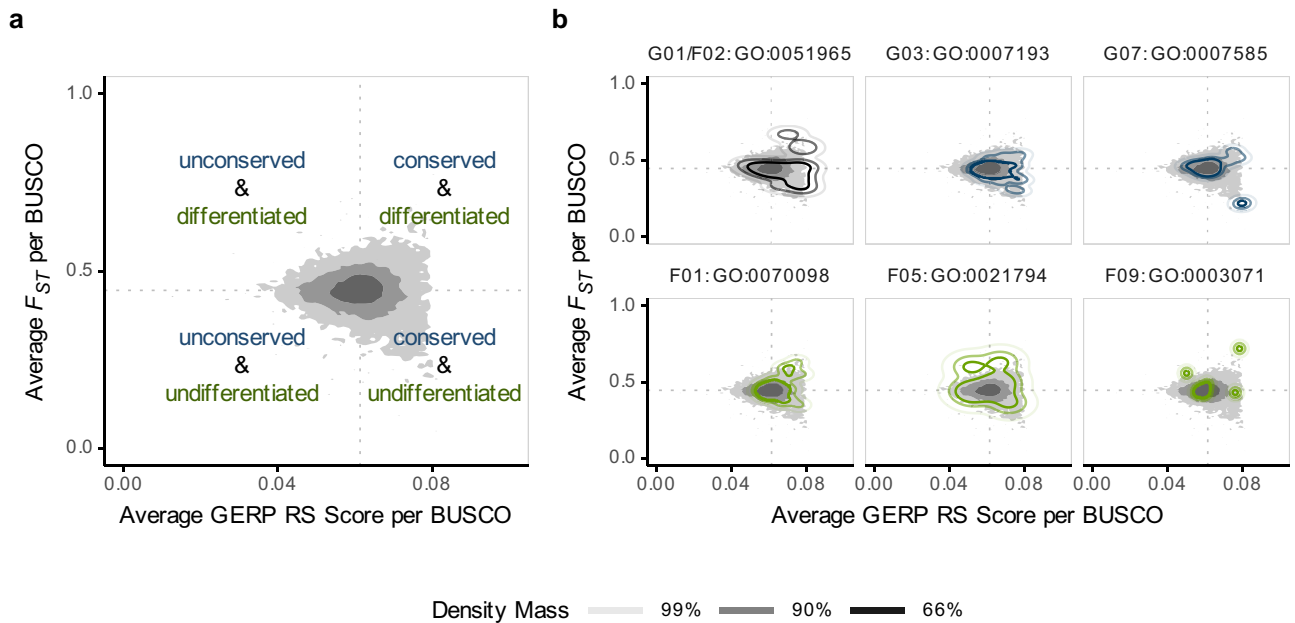 a
Average F_ST per BUSCO
1.0
0.5
0.0
unconserved
&
differentiated
conserved
&
differentiated
unconserved
&
undifferentiated
conserved
&
undifferentiated
0.00 0.04 0.08
Average GERP RS Score per BUSCO
b
Average F_ST per BUSCO
G01/F02:GO:0051965 G03:GO:0007193 G07:GO:0007585
1.0
0.5
0.0
F01:GO:0070098 F05:GO:0021794 F09:GO:0003071
1.0
0.5
0.0
0.00 0.04 0.08 0.00 0.04 0.08 0.00 0.04 0.08
Average GERP RS Score per BUSCO
Density Mass 99% 90% 66%